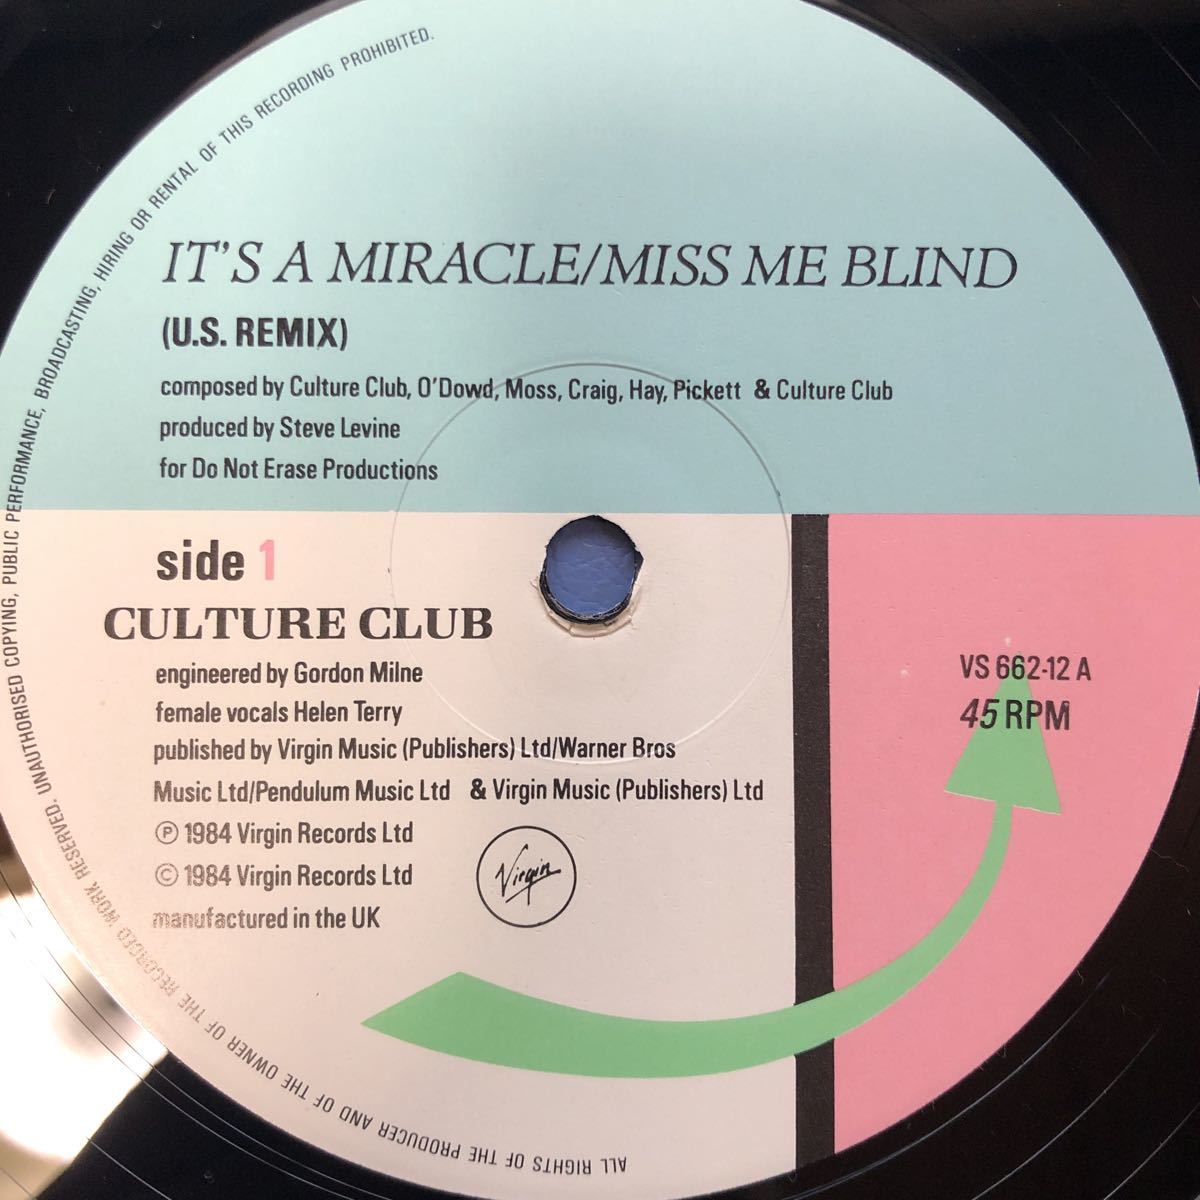 IT'S A MIRACLE/MISS ME BLIND
(U.S. REMIX)
composed by Culture Club, O'Dowd, Moss, Craig, Hay, Pickett & Culture Club
produced by Steve Levine
for Do Not Erase Productions
side 1
CULTURE CLUB
engineered by Gordon Milne
female vocals Helen Terry
published by Virgin Music (Publishers) Ltd/Warner Bros
Music Ltd/Pendulum Music Ltd & Virgin Music (Publishers) Ltd
Ⓟ 1984 Virgin Records Ltd
© 1984 Virgin Records Ltd
manufactured in the UK
Virgin
VS 662-12 A
45 RPM
ALL RIGHTS OF THE PRODUCER AND OF THE OWNER OF THE RECORDED WORK RESERVED. UNAUTHORISED COPYING, PUBLIC PERFORMANCE, BROADCASTING, HIRING OR RENTAL OF THIS RECORDING PROHIBITED.